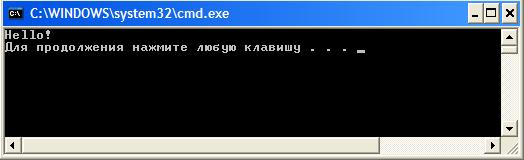 C:\WINDOWS\system32\cmd.exe
Hello!
Для продолжения нажмите любую клавишу . . . _